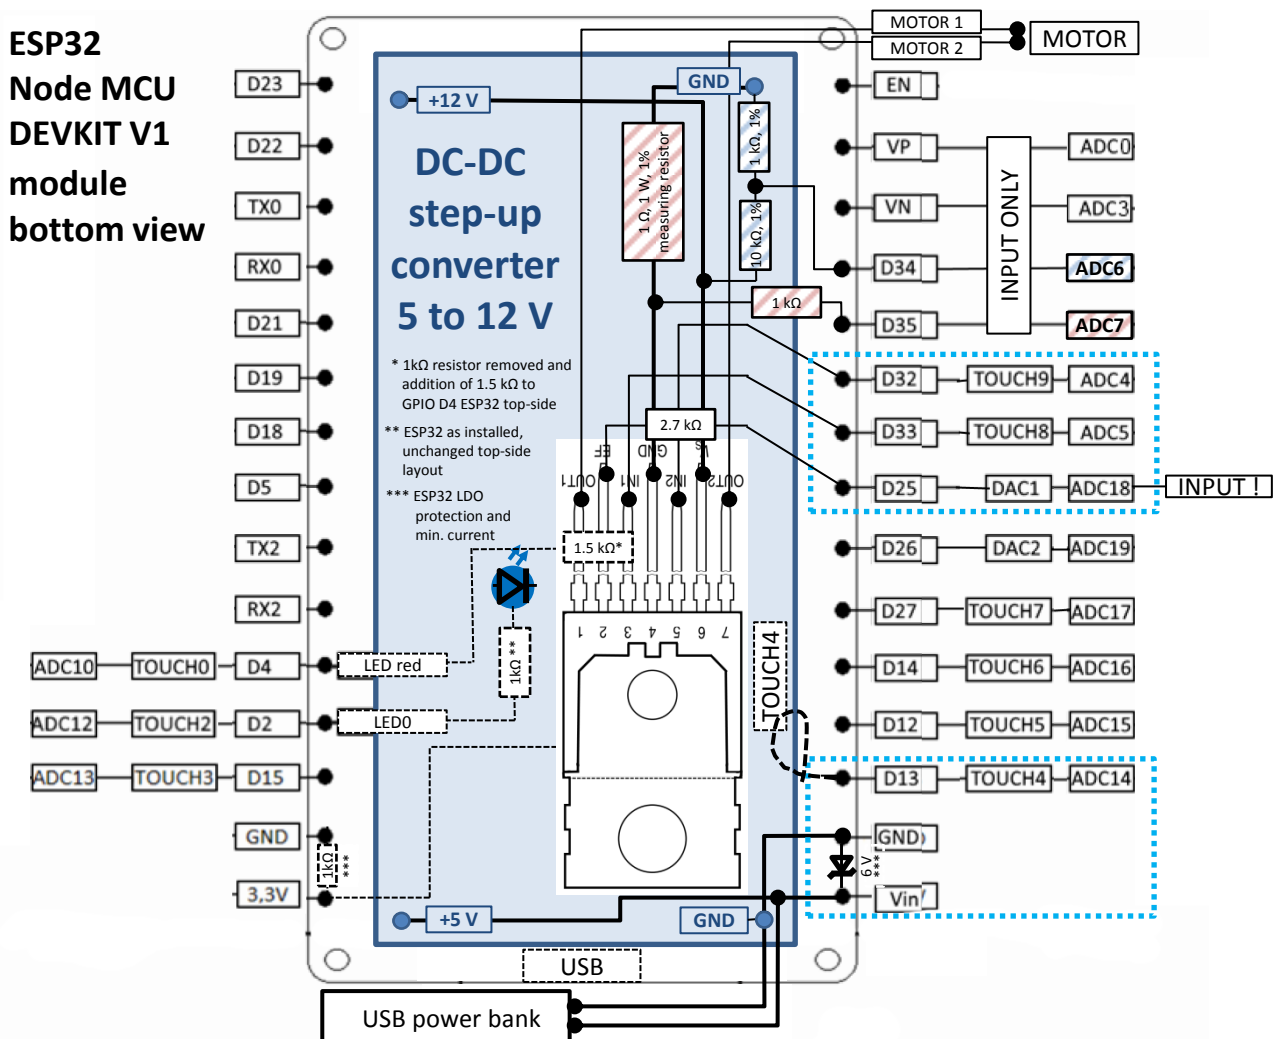 ESP32
Node MCU
DEVKIT V1
module
bottom view
MOTOR 1
MOTOR 2
MOTOR
D23
D22
TX0
RX0
D21
D19
D18
D5
TX2
RX2
ADC10 TOUCH0 D4
ADC12 TOUCH2 D2
ADC13 TOUCH3 D15
GND
3,3V
LED red
LED0
1kΩ
***
+12 V
GND
DC-DC
step-up
converter
5 to 12 V
* 1kΩ resistor removed and
addition of 1.5 kΩ to
GPIO D4 ESP32 top-side
** ESP32 as installed,
unchanged top-side
layout
*** ESP32 LDO
protection and
min. current
1 Ω, 1 W, 1%
measuring resistor
1 kΩ, 1%
10 kΩ, 1%
1 kΩ
2.7 kΩ
OUT1
EF
IN1
GND
IN2
VS
OUT2
1.5 kΩ*
1kΩ **
1 2 3 4 5 6 7
TOUCH4
+5 V
GND
USB
USB power bank
EN
VP ADC0
VN ADC3
D34 ADC6
D35 ADC7
INPUT ONLY
D32 TOUCH9 ADC4
D33 TOUCH8 ADC5
D25 DAC1 ADC18 INPUT !
D26 DAC2 ADC19
D27 TOUCH7 ADC17
D14 TOUCH6 ADC16
D12 TOUCH5 ADC15
D13 TOUCH4 ADC14
GND
6 V
***
Vin